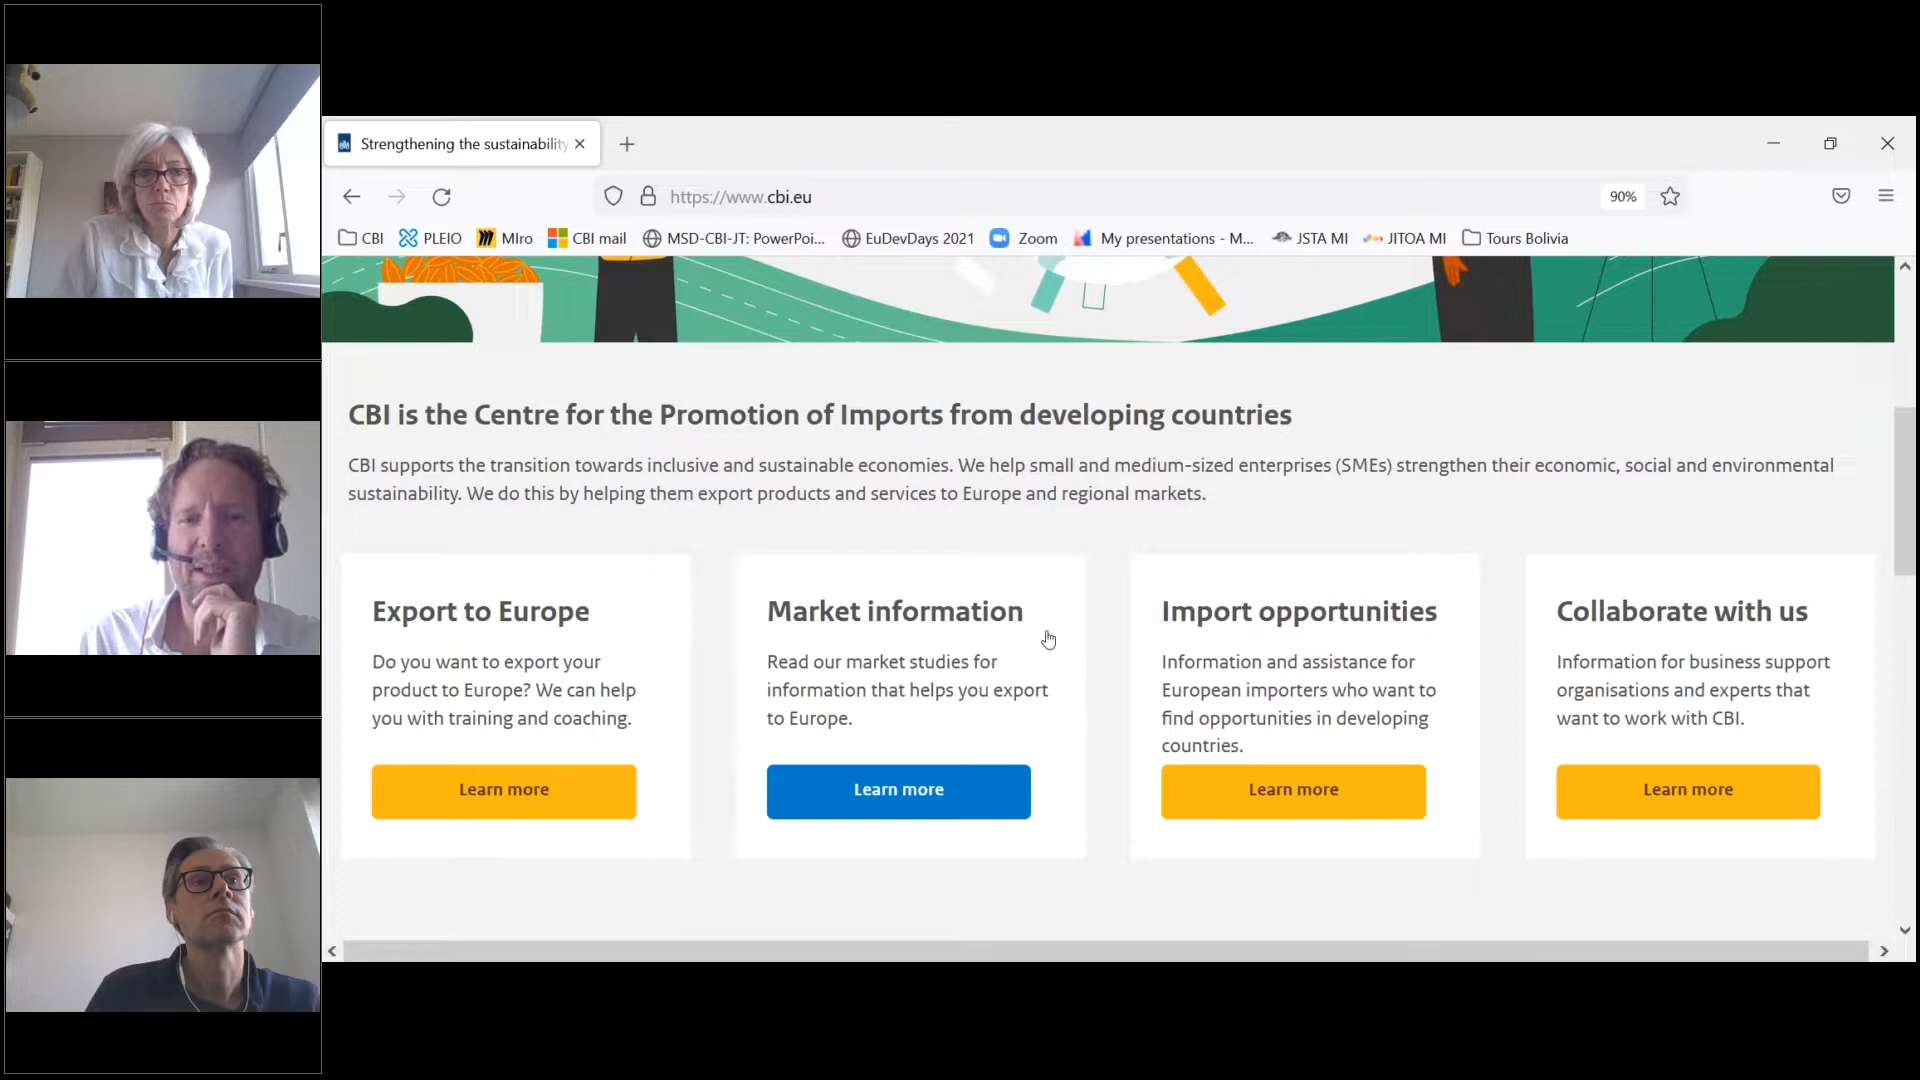 Strengthening the sustainability
https://www.cbi.eu
90%
CBI PLEIO MIro CBI mail MSD-CBI-JT: PowerPoi... EuDevDays 2021 Zoom My presentations - M... JSTA MI JITOA MI Tours Bolivia
CBI is the Centre for the Promotion of Imports from developing countries
CBI supports the transition towards inclusive and sustainable economies. We help small and medium-sized enterprises (SMEs) strengthen their economic, social and environmental
sustainability. We do this by helping them export products and services to Europe and regional markets.
Export to Europe
Do you want to export your
product to Europe? We can help
you with training and coaching.
Learn more
Market information
Read our market studies for
information that helps you export
to Europe.
Learn more
Import opportunities
Information and assistance for
European importers who want to
find opportunities in developing
countries.
Learn more
Collaborate with us
Information for business support
organisations and experts that
want to work with CBI.
Learn more